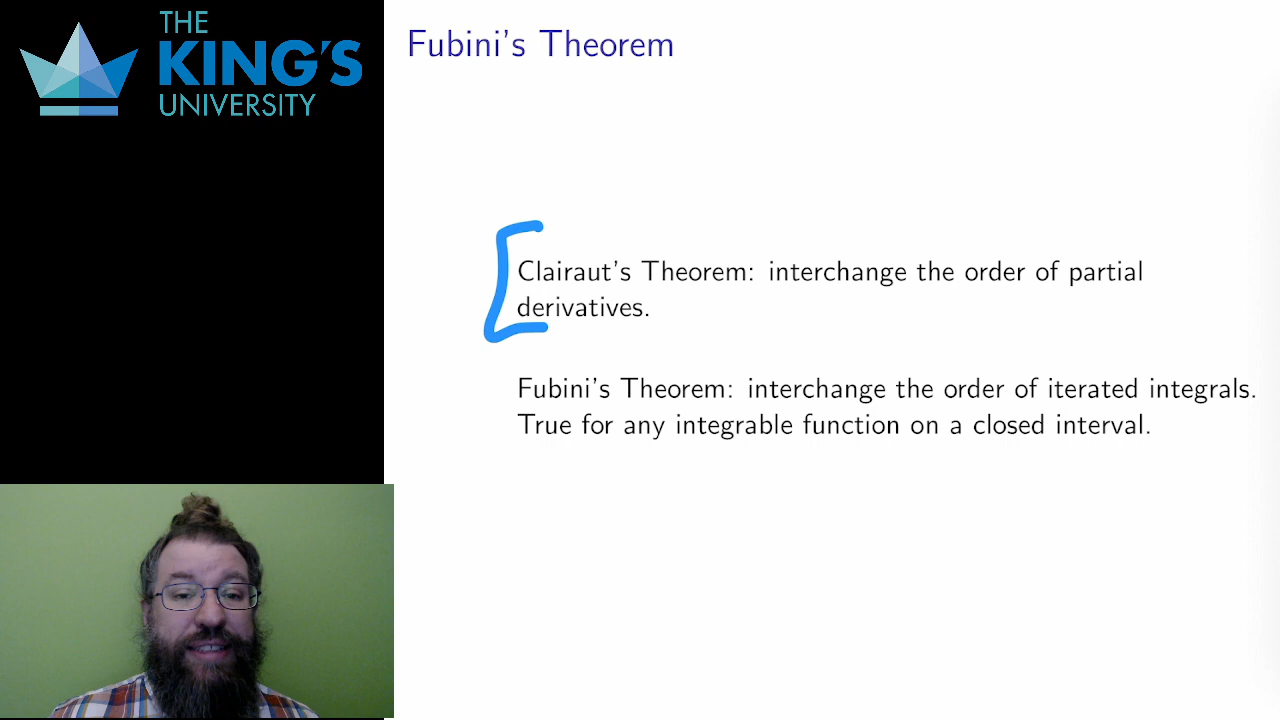 THE
KING'S
UNIVERSITY
Fubini's Theorem
Clairaut's Theorem: interchange the order of partial
derivatives.
Fubini's Theorem: interchange the order of iterated integrals.
True for any integrable function on a closed interval.